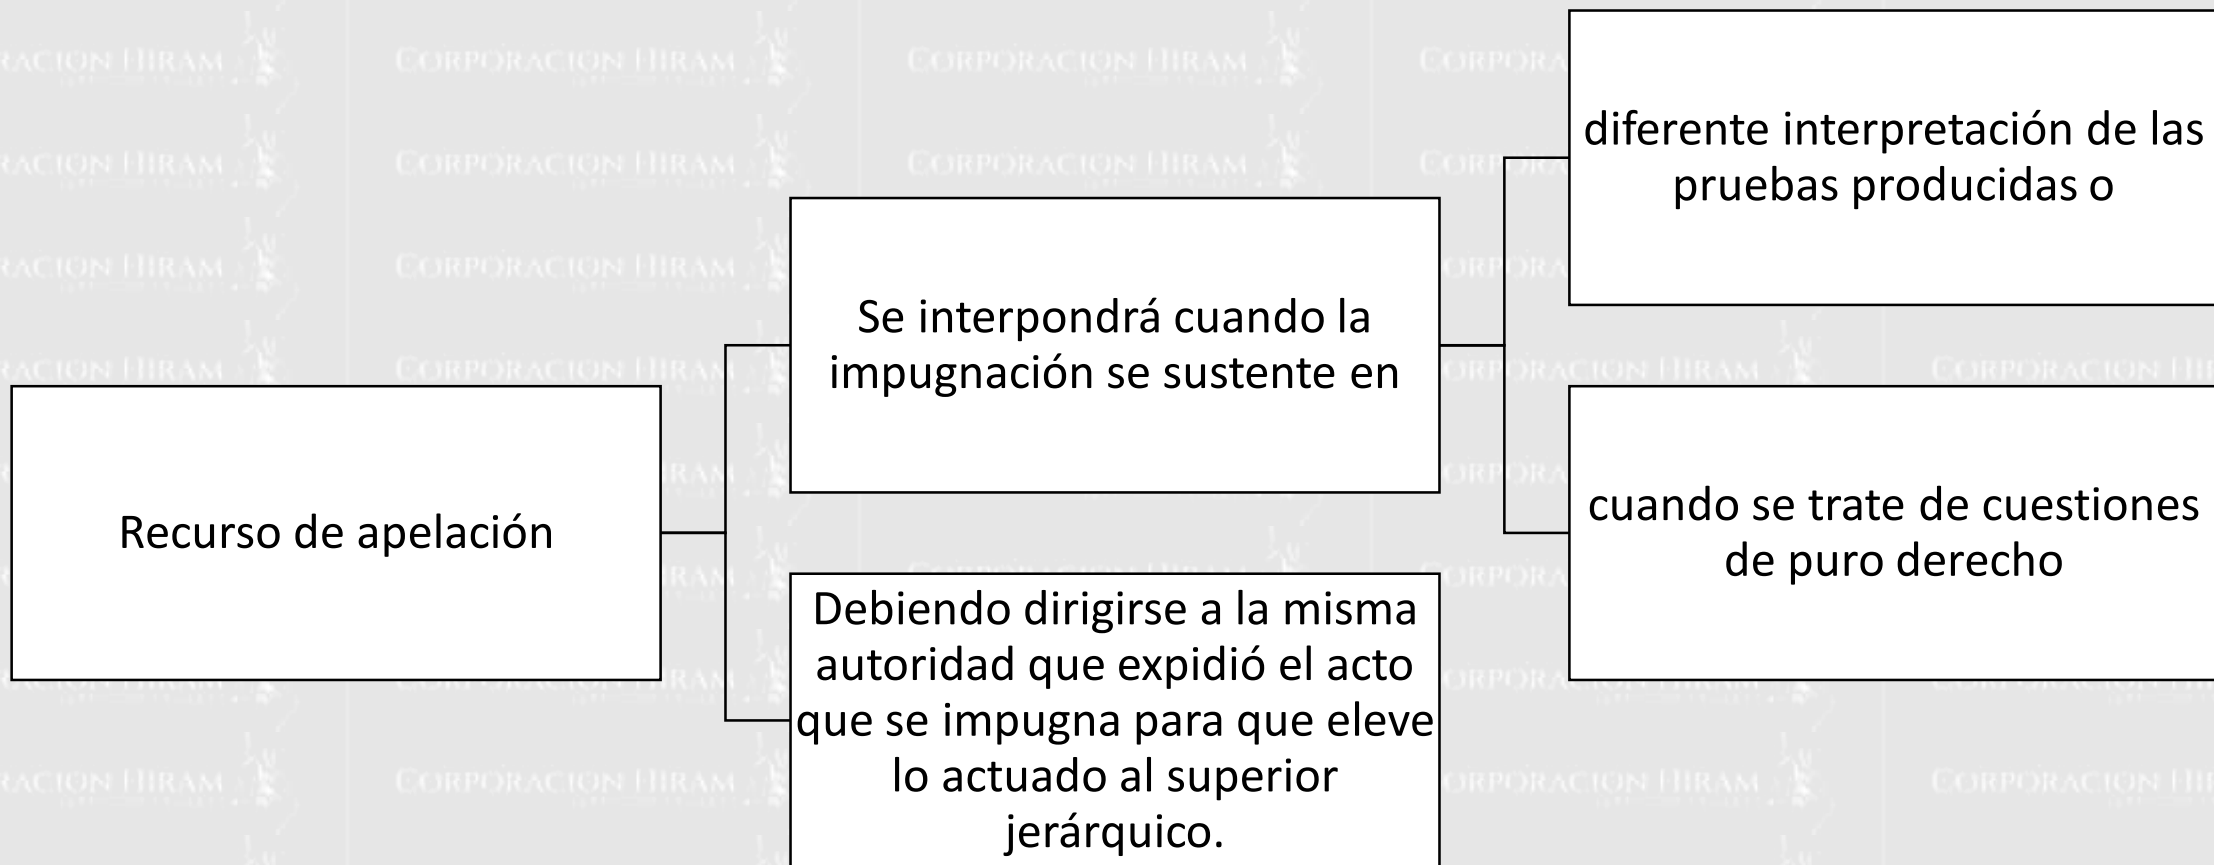 Recurso de apelación
Se interpondrá cuando la
impugnación se sustente en
diferente interpretación de las
pruebas producidas o
cuando se trate de cuestiones
de puro derecho
Debiendo dirigirse a la misma
autoridad que expidió el acto
que se impugna para que eleve
lo actuado al superior
jerárquico.
CORPORACION HIRAM